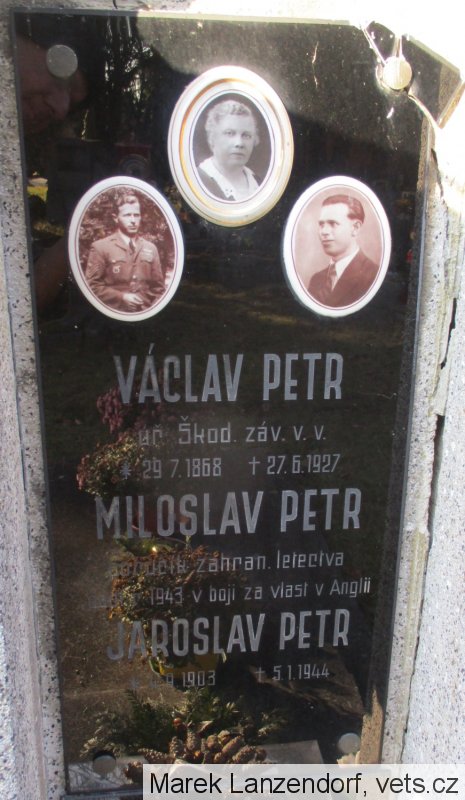 VÁCLAV PETR
úř. Škod. záv. v. v.
* 29.7.1868 † 27.6.1927
MILOSLAV PETR
zahran. letectva
1943 v boji za vlast v Anglii
JAROSLAV PETR
1903 † 5.1.1944
Marek Lanzendorf, vets.cz